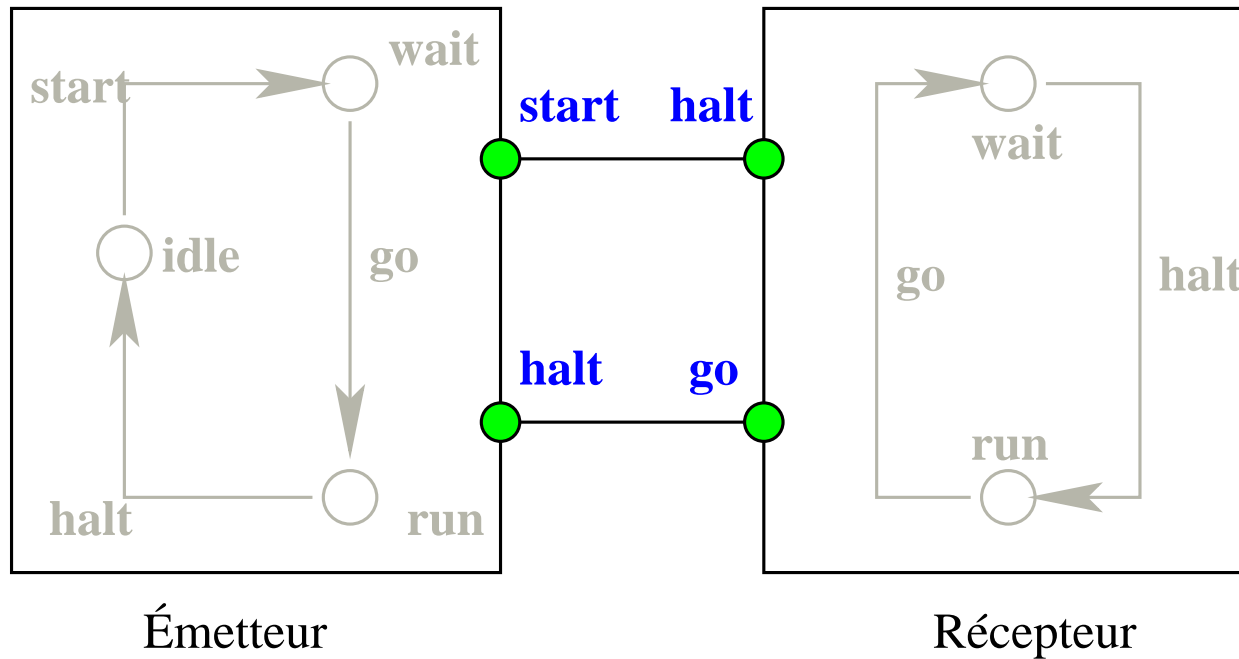 wait
start
idle
go
halt
run
start halt
halt go
wait
go
halt
run
Émetteur
Récepteur